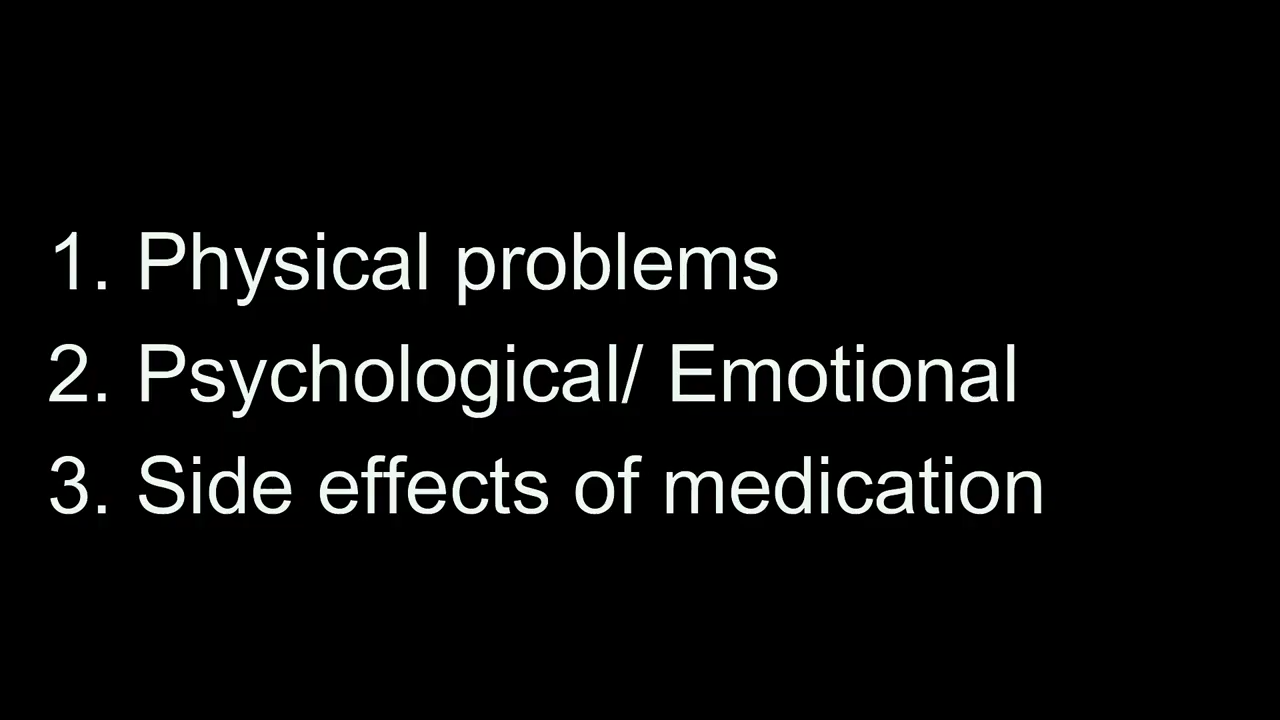 1. Physical problems
2. Psychological/ Emotional
3. Side effects of medication